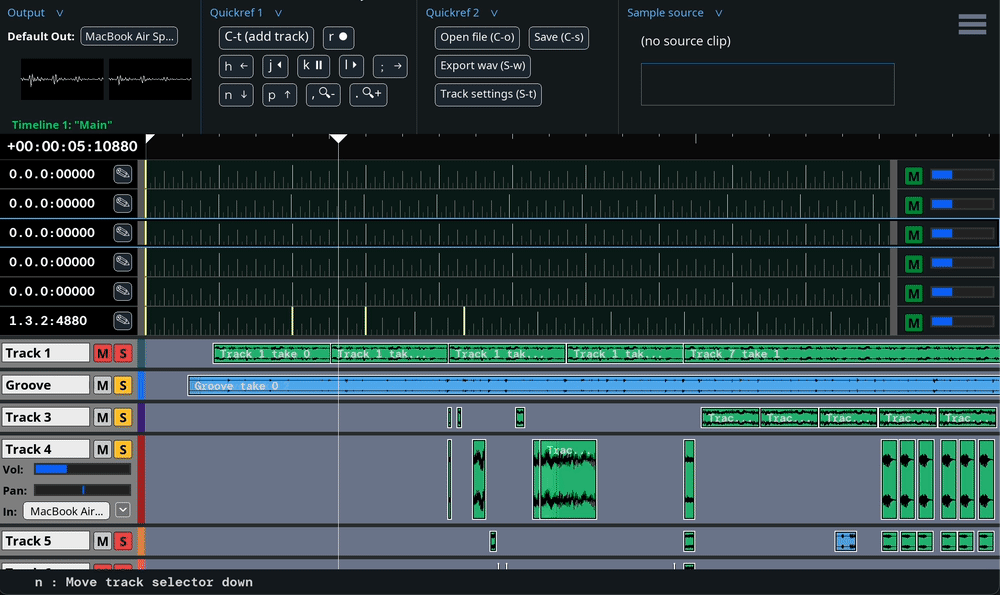 Output
Quickref 1
Quickref 2
Sample source
Default Out:
MacBook Air Sp...
C-t (add track)
r ●
Open file (C-o)
Save (C-s)
(no source clip)
h ←
j
k
l
; →
Export wav (S-w)
n ↓
p ↑
, -
. +
Track settings (S-t)
Timeline 1: "Main"
+00:00:05:10880
0.0.0:00000
M
0.0.0:00000
M
0.0.0:00000
M
0.0.0:00000
M
0.0.0:00000
M
1.3.2:4880
M
Track 1 M S
Track 1 take 0
Track 1 tak...
Track 1 tak...
Track 1 tak...
Track 7 take 1
Groove M S
Groove take 0
Track 3 M S
Trac...
Trac...
Trac...
Trac...
Trac...
Track 4 M S
Trac...
Vol:
Pan:
In: MacBook Air...
Track 5 M S
n : Move track selector down